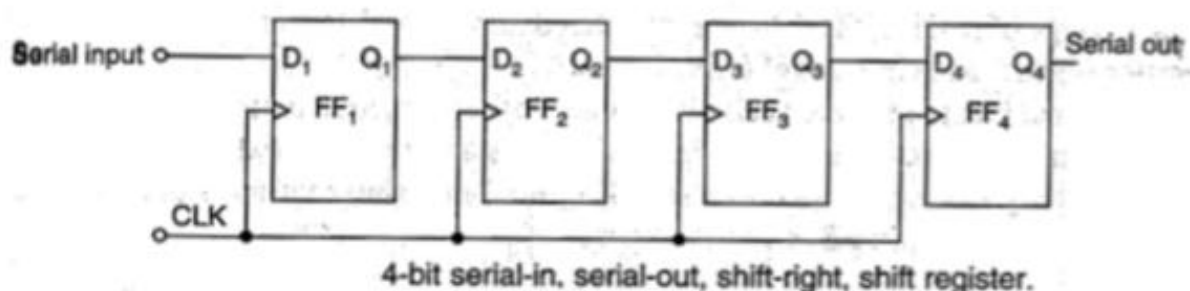 Serial input D₁ Q₁ D₂ Q₂ D₃ Q₃ D₄ Q₄ Serial out
FF₁ FF₂ FF₃ FF₄
CLK
4-bit serial-in, serial-out, shift-right, shift register.